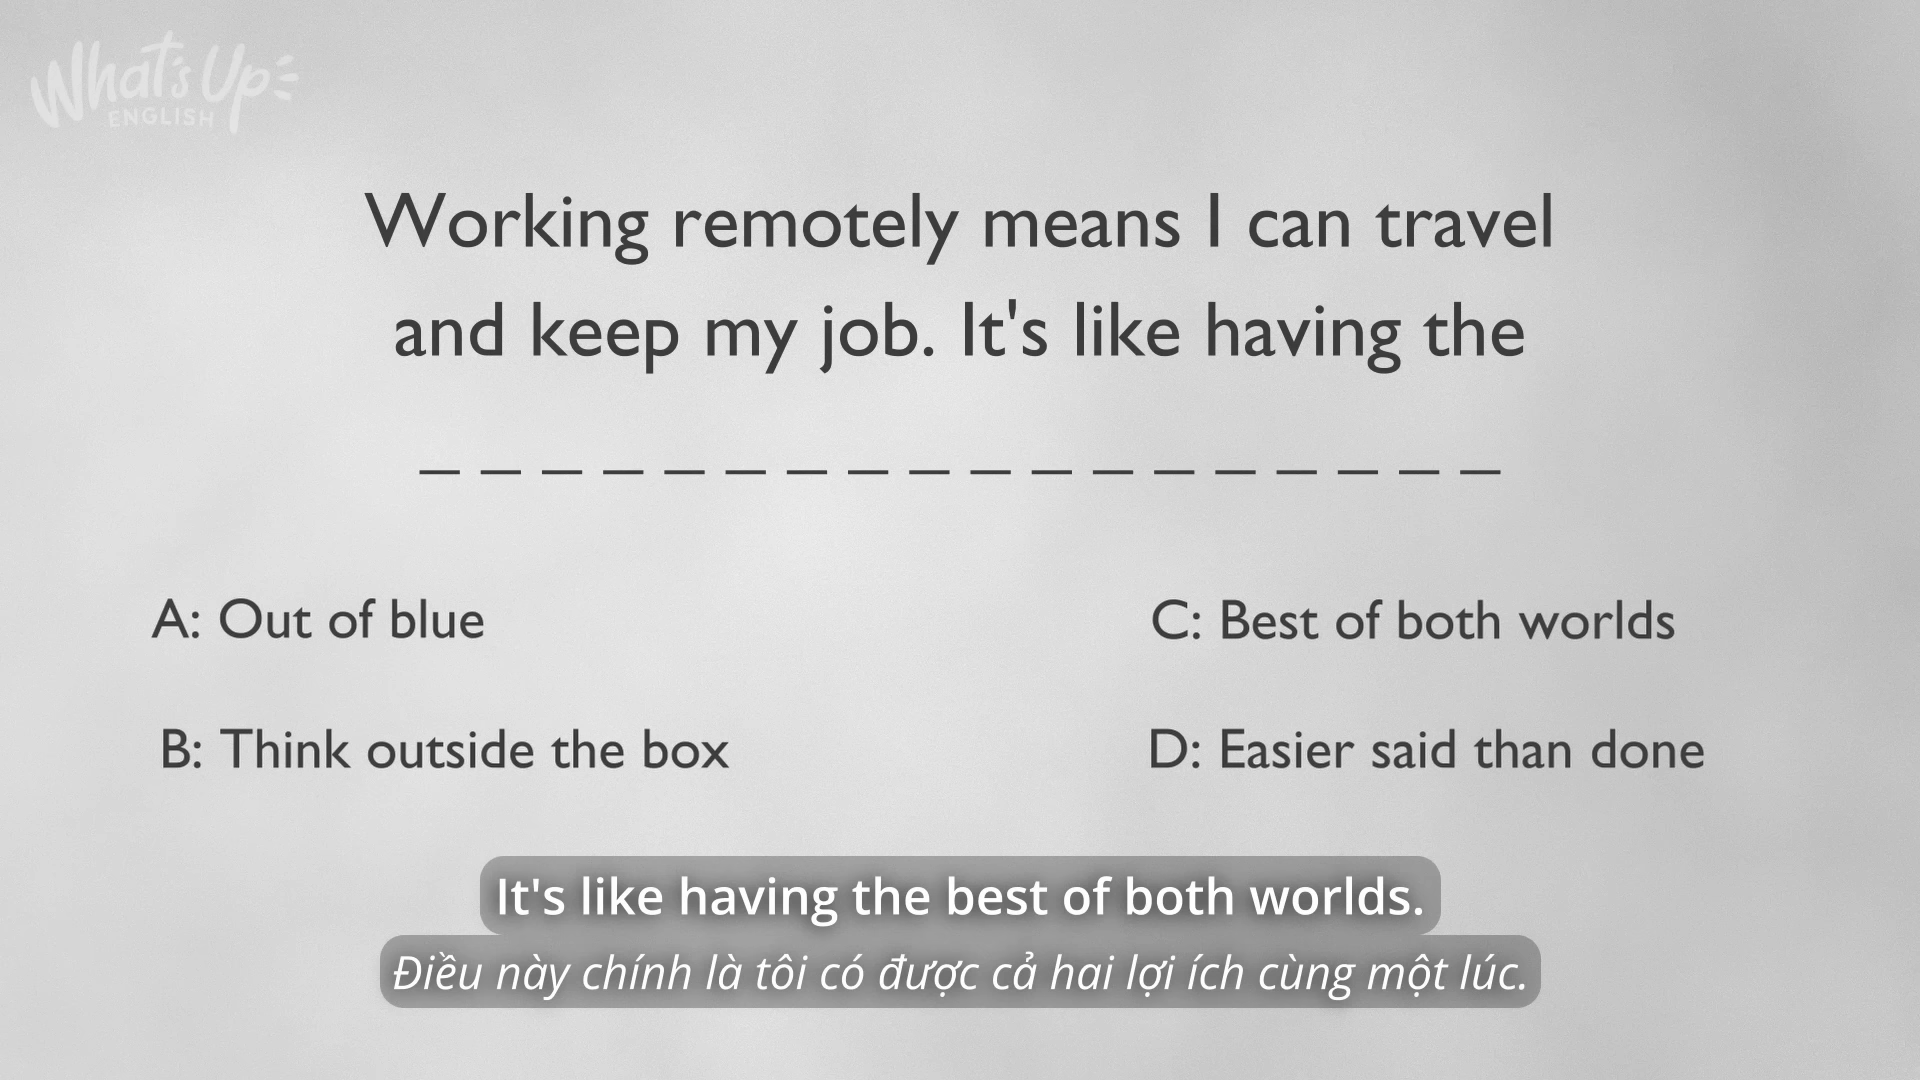 What's Up
ENGLISH
Working remotely means I can travel
and keep my job. It's like having the
_ _ _ _ _ _ _ _ _ _ _ _ _ _ _ _ _ _
A: Out of blue
B: Think outside the box
C: Best of both worlds
D: Easier said than done
It's like having the best of both worlds.
Điều này chính là tôi có được cả hai lợi ích cùng một lúc.